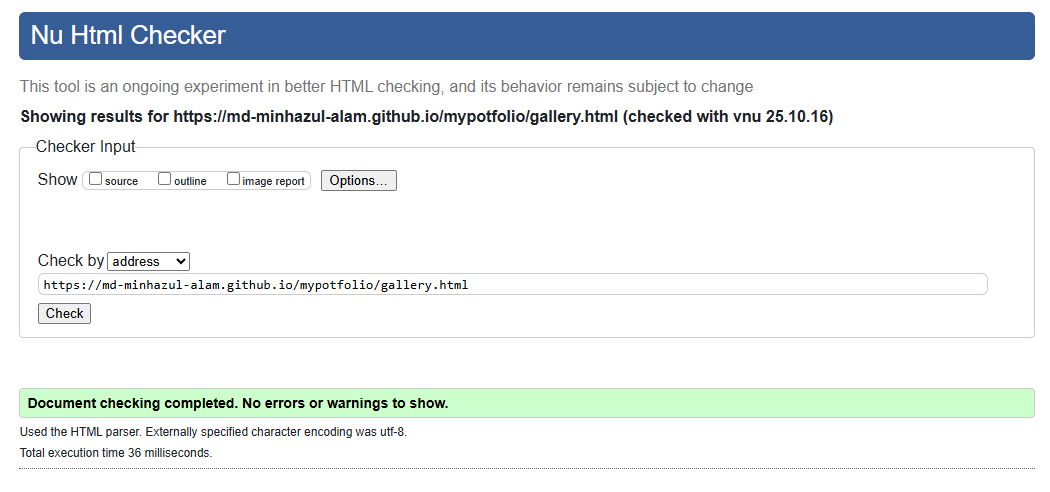 Nu Html Checker
This tool is an ongoing experiment in better HTML checking, and its behavior remains subject to change
Showing results for https://md-minhazul-alam.github.io/mypotfolio/gallery.html (checked with vnu 25.10.16)
Checker Input
Show source outline image report Options...
Check by address
https://md-minhazul-alam.github.io/mypotfolio/gallery.html
Check
Document checking completed. No errors or warnings to show.
Used the HTML parser. Externally specified character encoding was utf-8.
Total execution time 36 milliseconds.